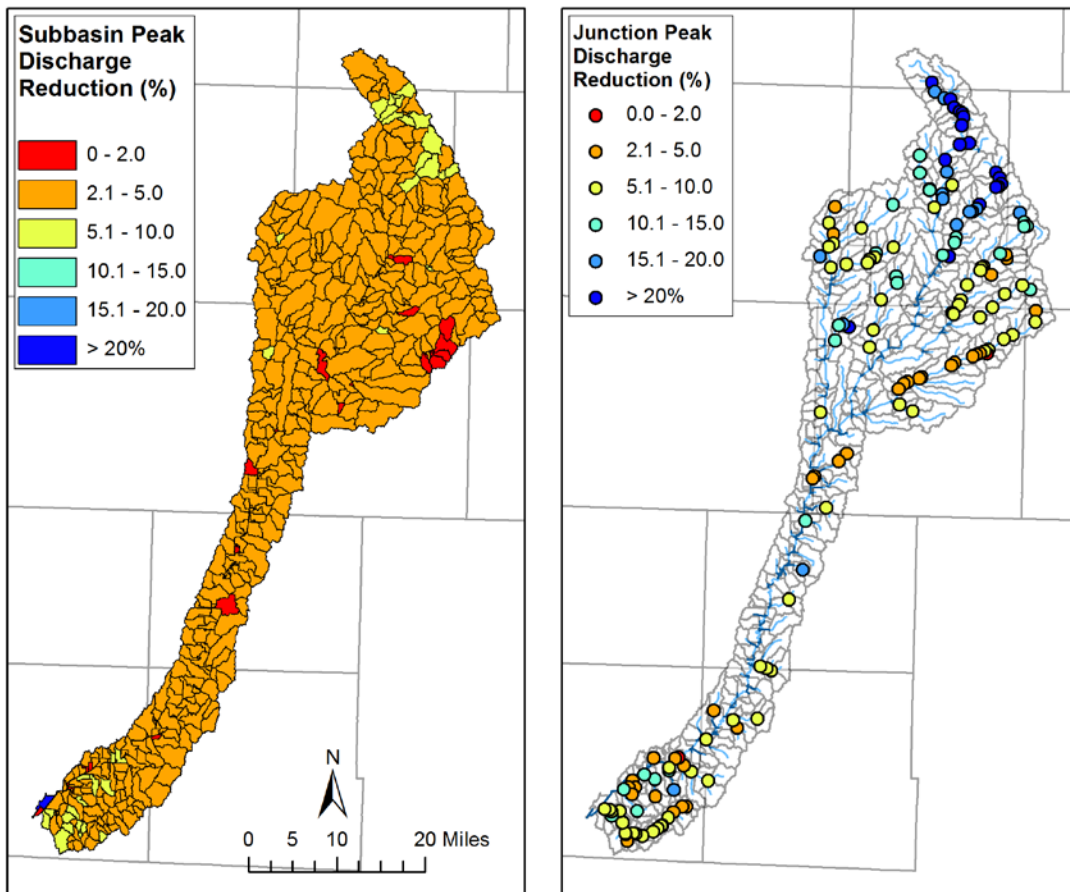 Subbasin Peak
Discharge
Reduction (%)
0 - 2.0
2.1 - 5.0
5.1 - 10.0
10.1 - 15.0
15.1 - 20.0
> 20%
N
0 5 10 20 Miles
Junction Peak
Discharge
Reduction (%)
0.0 - 2.0
2.1 - 5.0
5.1 - 10.0
10.1 - 15.0
15.1 - 20.0
> 20%